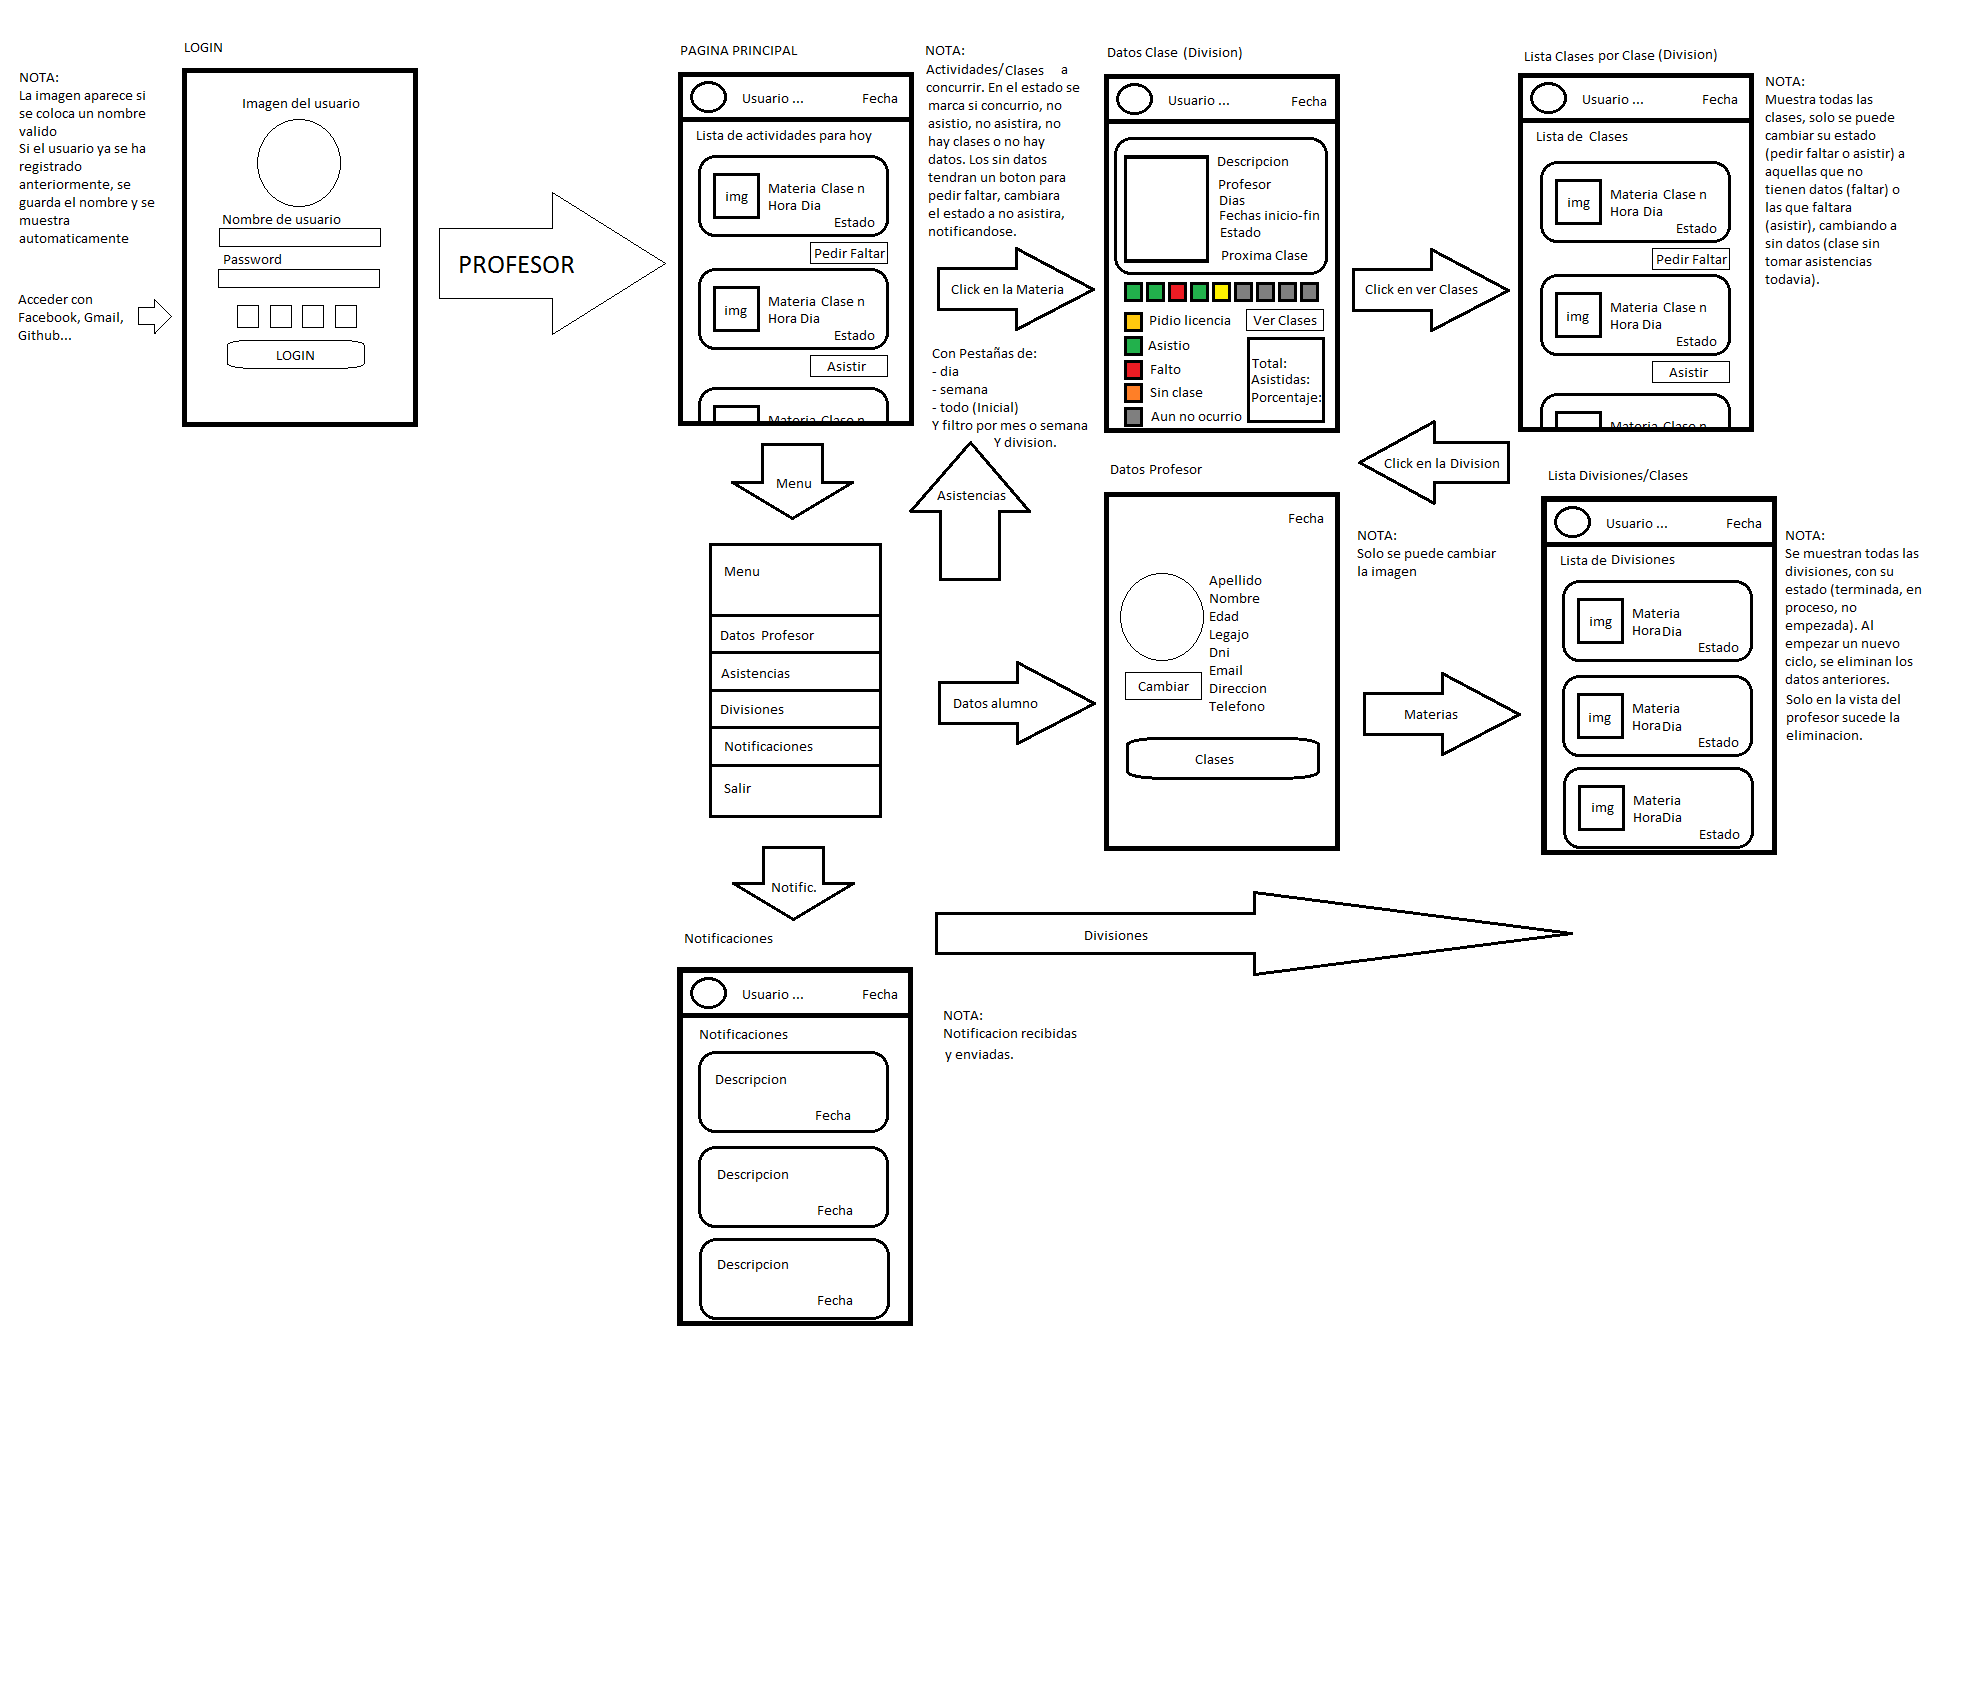 LOGIN
NOTA:
La imagen aparece si
se coloca un nombre
valido
Si el usuario ya se ha
registrado
anteriormente, se
guarda el nombre y se
muestra
automaticamente
Acceder con
Facebook, Gmail,
Github...
Imagen del usuario
Nombre de usuario
Password
LOGIN
PROFESOR
PAGINA PRINCIPAL
Usuario ... Fecha
Lista de actividades para hoy
img
Materia Clase n
Hora Dia
Estado
Pedir Faltar
img
Materia Clase n
Hora Dia
Estado
Asistir
Materia Clase n
NOTA:
Actividades/Clases a
concurrir. En el estado se
marca si concurrio, no
asistio, no asistira, no
hay clases o no hay
datos. Los sin datos
tendran un boton para
pedir faltar, cambiara
el estado a no asistira,
notificandose.
Click en la Materia
Con Pestañas de:
- dia
- semana
- todo (Inicial)
Y filtro por mes o semana
Y division.
Datos Clase (Division)
Usuario ... Fecha
Descripcion
Profesor
Dias
Fechas inicio-fin
Estado
Proxima Clase
Pidio licencia
Asistio
Falto
Sin clase
Aun no ocurrio
Ver Clases
Total:
Asistidas:
Porcentaje:
Click en ver Clases
Lista Clases por Clase (Division)
Usuario ... Fecha
Lista de Clases
img
Materia Clase n
Hora Dia
Estado
Pedir Faltar
img
Materia Clase n
Hora Dia
Estado
Asistir
Materia Clase n
NOTA:
Muestra todas las
clases, solo se puede
cambiar su estado
(pedir faltar o asistir) a
aquellas que no
tienen datos (faltar) o
las que faltara
(asistir), cambiando a
sin datos (clase sin
tomar asistencias
todavia).
Menu
Asistencias
Menu
Datos Profesor
Asistencias
Divisiones
Notificaciones
Salir
Datos alumno
Datos Profesor
Fecha
Apellido
Nombre
Edad
Legajo
Dni
Email
Direccion
Telefono
Cambiar
Clases
Click en la Division
NOTA:
Solo se puede cambiar
la imagen
Materias
Lista Divisiones/Clases
Usuario ... Fecha
Lista de Divisiones
img
Materia
HoraDia
Estado
img
Materia
HoraDia
Estado
img
Materia
HoraDia
Estado
NOTA:
Se muestran todas las
divisiones, con su
estado (terminada, en
proceso, no
empezada). Al
empezar un nuevo
ciclo, se eliminan los
datos anteriores.
Solo en la vista del
profesor sucede la
eliminacion.
Notific.
Divisiones
Notificaciones
Usuario ... Fecha
Notificaciones
Descripcion
Fecha
Descripcion
Fecha
Descripcion
Fecha
NOTA:
Notificacion recibidas
y enviadas.